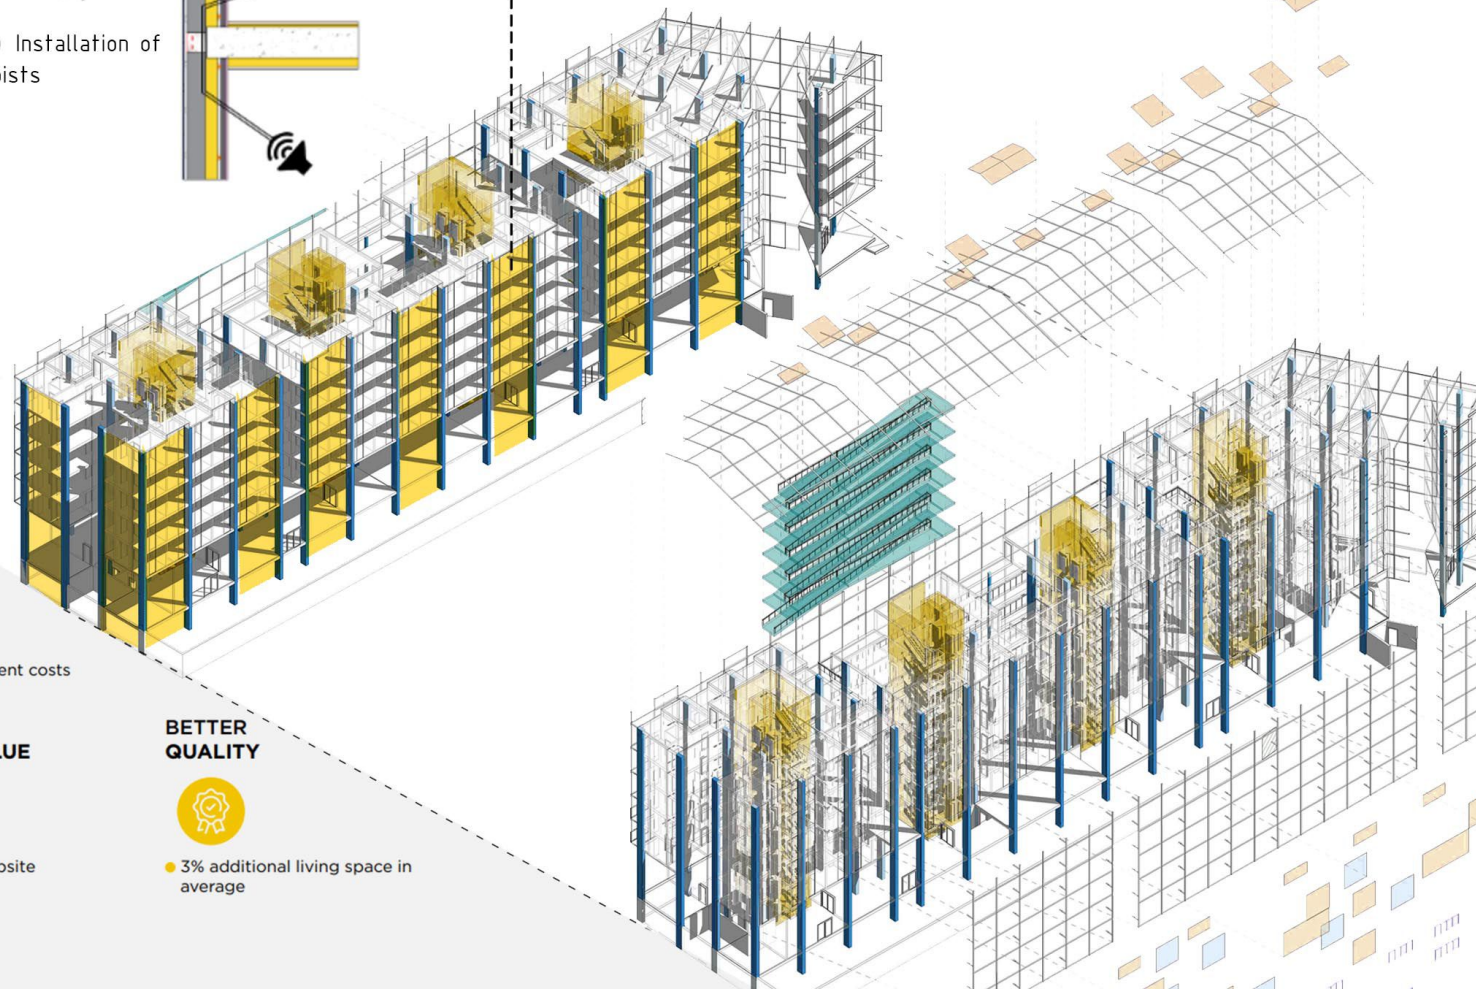 Installation of
ent costs
BETTER
QUALITY
3% additional living space in
average